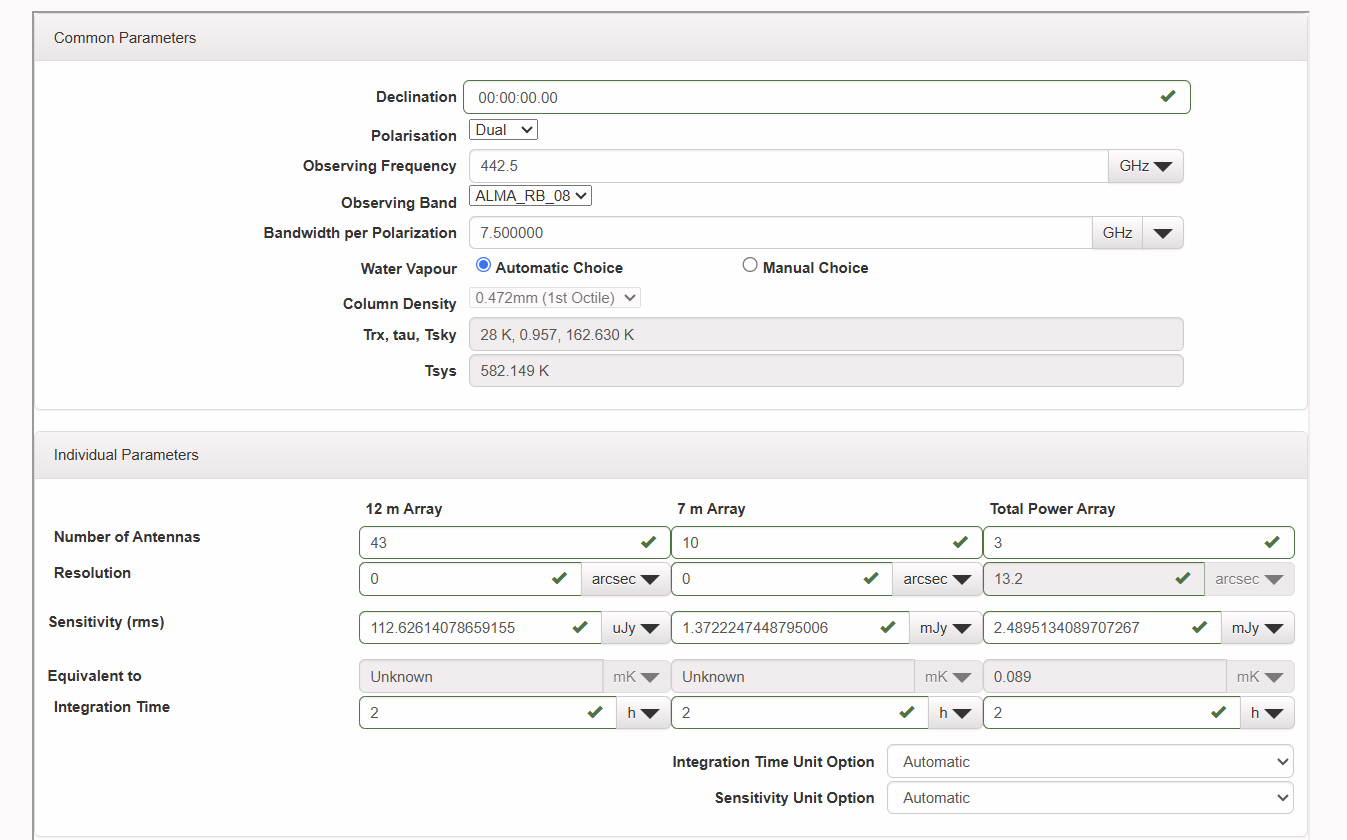 Common Parameters
Declination 00:00:00.00
Polarisation Dual
Observing Frequency 442.5 GHz
Observing Band ALMA_RB_08
Bandwidth per Polarization 7.500000 GHz
Water Vapour Automatic Choice Manual Choice
Column Density 0.472mm (1st Octile)
Trx, tau, Tsky 28 K, 0.957, 162.630 K
Tsys 582.149 K
Individual Parameters
12 m Array 7 m Array Total Power Array
Number of Antennas 43 10 3
Resolution 0 arcsec 0 arcsec 13.2 arcsec
Sensitivity (rms) 112.62614078659155 uJy 1.3722247448795006 mJy 2.4895134089707267 mJy
Equivalent to Unknown mK Unknown mK 0.089 mK
Integration Time 2 h 2 h 2 h
Integration Time Unit Option Automatic
Sensitivity Unit Option Automatic